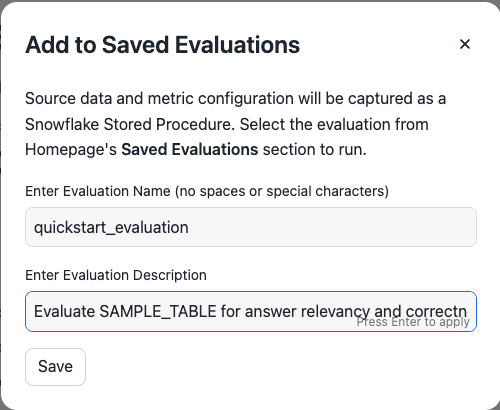 Add to Saved Evaluations
Source data and metric configuration will be captured as a
Snowflake Stored Procedure. Select the evaluation from
Homepage's Saved Evaluations section to run.
Enter Evaluation Name (no spaces or special characters)
quickstart_evaluation
Enter Evaluation Description
Evaluate SAMPLE_TABLE for answer relevancy and correctn
Press Enter to apply
Save